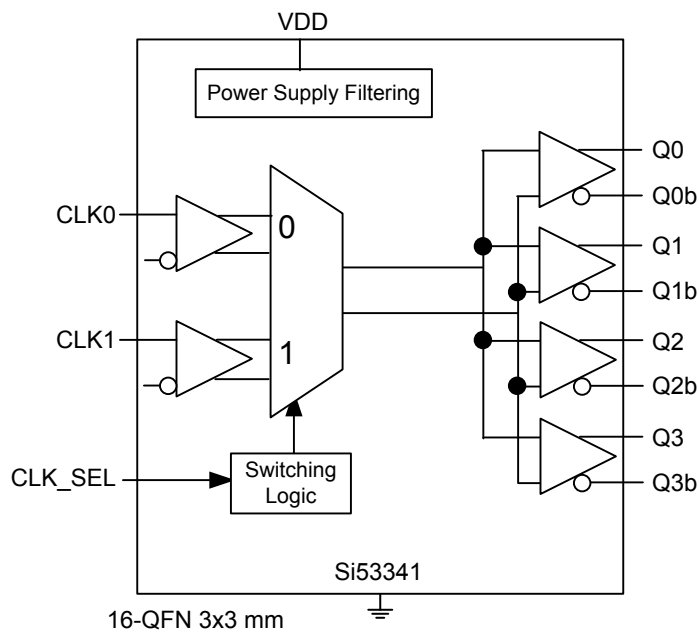 VDD
Power Supply Filtering
Q0
Q0b
CLK0
0
Q1
Q1b
CLK1
1
Q2
Q2b
Q3
Q3b
CLK_SEL
Switching
Logic
Si53341
16-QFN 3x3 mm